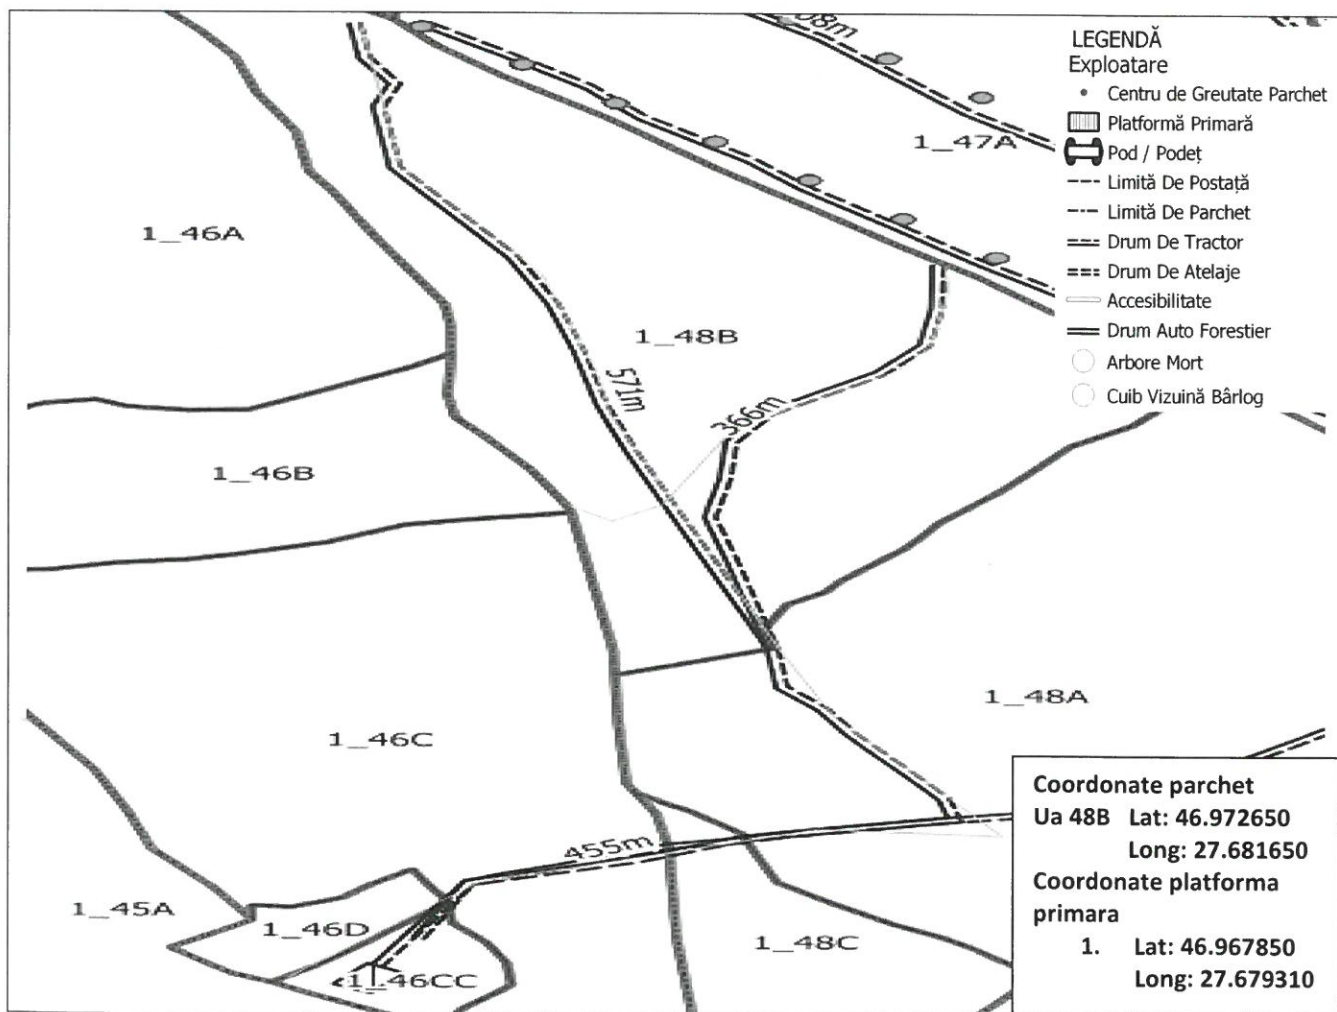 LEGENDĂ
Exploatare
Centru de Greutate Parchet
Platformă Primară
Pod / Podeț
Limită De Postață
Limită De Parchet
Drum De Tractor
Drum De Atelaje
Accesibilitate
Drum Auto Forestier
Arbore Mort
Cuib Vizuină Bârlog
1_47A
1_46A
1_48B
571m
366m
1_46B
1_48A
1_46C
455m
1_45A
1_46D
1_48C
1_46CC
Coordonate parchet
Ua 48B Lat: 46.972650
Long: 27.681650
Coordonate platforma
primara
1. Lat: 46.967850
Long: 27.679310